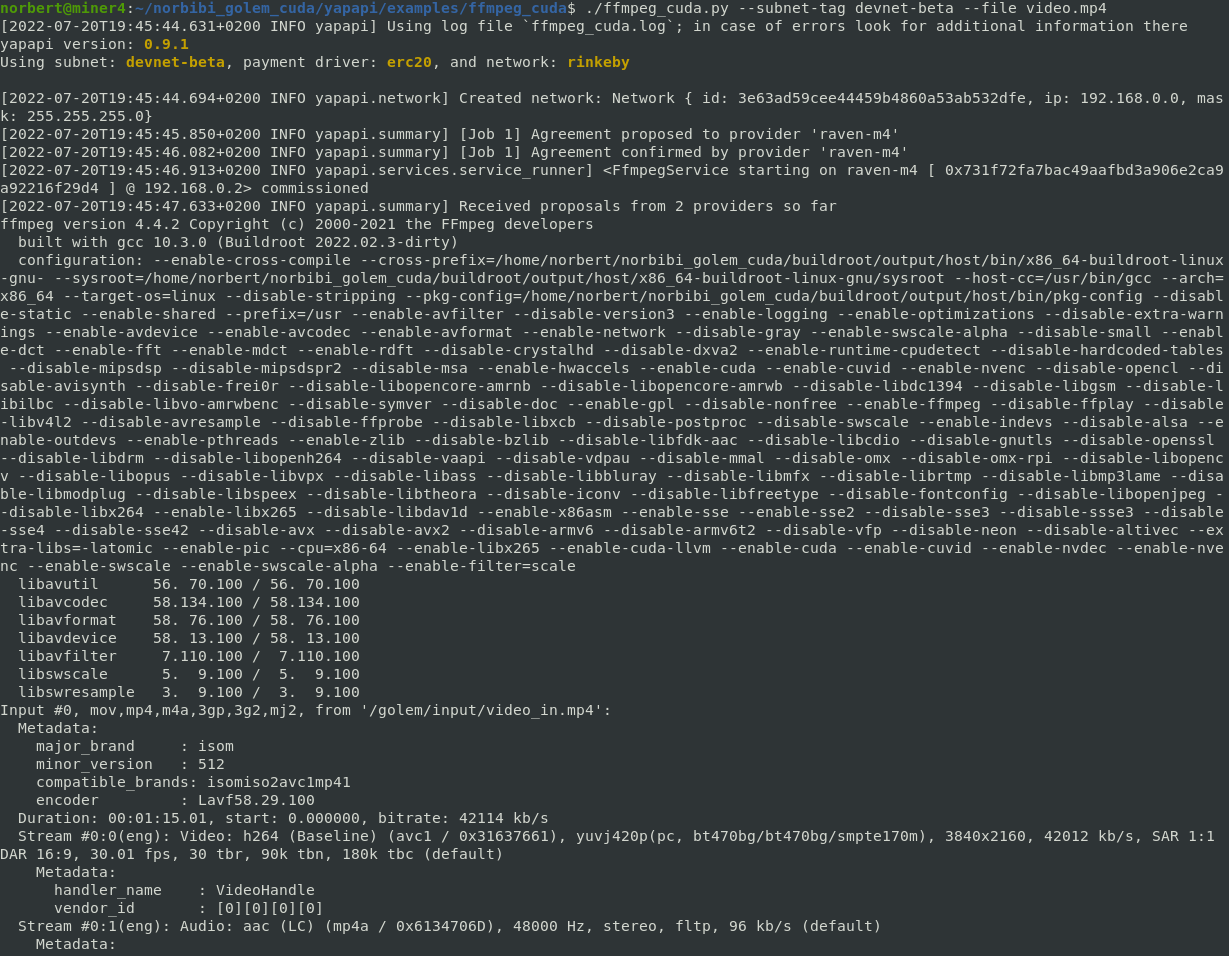 norbert@miner4:~/norbibi_golem_cuda/yapapi/examples/ffmpeg_cuda$ ./ffmpeg_cuda.py --subnet-tag devnet-beta --file video.mp4
[2022-07-20T19:45:44.631+0200 INFO yapapi] Using log file `ffmpeg_cuda.log`; in case of errors look for additional information there
yapapi version: 0.9.1
Using subnet: devnet-beta, payment driver: erc20, and network: rinkeby

[2022-07-20T19:45:44.694+0200 INFO yapapi.network] Created network: Network { id: 3e63ad59cee44459b4860a53ab532dfe, ip: 192.168.0.0, mas
k: 255.255.255.0}
[2022-07-20T19:45:45.850+0200 INFO yapapi.summary] [Job 1] Agreement proposed to provider 'raven-m4'
[2022-07-20T19:45:46.082+0200 INFO yapapi.summary] [Job 1] Agreement confirmed by provider 'raven-m4'
[2022-07-20T19:45:46.913+0200 INFO yapapi.services.service_runner] <FfmpegService starting on raven-m4 [ 0x731f72fa7bac49aafbd3a906e2ca9
a92216f29d4 ] @ 192.168.0.2> commissioned
[2022-07-20T19:45:47.633+0200 INFO yapapi.summary] Received proposals from 2 providers so far
ffmpeg version 4.4.2 Copyright (c) 2000-2021 the FFmpeg developers
  built with gcc 10.3.0 (Buildroot 2022.02.3-dirty)
  configuration: --enable-cross-compile --cross-prefix=/home/norbert/norbibi_golem_cuda/buildroot/output/host/bin/x86_64-buildroot-linux
-gnu- --sysroot=/home/norbert/norbibi_golem_cuda/buildroot/output/host/x86_64-buildroot-linux-gnu/sysroot --host-cc=/usr/bin/gcc --arch=
x86_64 --target-os=linux --disable-stripping --pkg-config=/home/norbert/norbibi_golem_cuda/buildroot/output/host/bin/pkg-config --disabl
e-static --enable-shared --prefix=/usr --enable-avfilter --disable-version3 --enable-logging --enable-optimizations --disable-extra-warn
ings --enable-avdevice --enable-avcodec --enable-avformat --enable-network --disable-gray --enable-swscale-alpha --disable-small --enabl
e-dct --enable-fft --enable-mdct --enable-rdft --disable-crystalhd --disable-dxva2 --enable-runtime-cpudetect --disable-hardcoded-tables
 --disable-mipsdsp --disable-mipsdspr2 --disable-msa --enable-hwaccels --enable-cuda --enable-cuvid --enable-nvenc --disable-opencl --di
sable-avisynth --disable-frei0r --disable-libopencore-amrnb --disable-libopencore-amrwb --disable-libdc1394 --disable-libgsm --disable-l
ibilbc --disable-libvo-amrwbenc --disable-symver --disable-doc --enable-gpl --disable-nonfree --enable-ffmpeg --disable-ffplay --disable
-libv4l2 --disable-avresample --disable-ffprobe --disable-libxcb --disable-postproc --disable-swscale --enable-indevs --disable-alsa --e
nable-outdevs --enable-pthreads --enable-zlib --disable-bzlib --disable-libfdk-aac --disable-libcdio --disable-gnutls --disable-openssl 
--disable-libdrm --disable-libopenh264 --disable-vaapi --disable-vdpau --disable-mmal --disable-omx --disable-omx-rpi --disable-libopenc
v --disable-libopus --disable-libvpx --disable-libass --disable-libbluray --disable-libmfx --disable-librtmp --disable-libmp3lame --disa
ble-libmodplug --disable-libspeex --disable-libtheora --disable-iconv --disable-libfreetype --disable-fontconfig --disable-libopenjpeg -
-disable-libx264 --enable-libx265 --disable-libdav1d --enable-x86asm --enable-sse --enable-sse2 --disable-sse3 --disable-ssse3 --disable
-sse4 --disable-sse42 --disable-avx --disable-avx2 --disable-armv6 --disable-armv6t2 --disable-vfp --disable-neon --disable-altivec --ex
tra-libs=-latomic --enable-pic --cpu=x86-64 --enable-libx265 --enable-cuda-llvm --enable-cuda --enable-cuvid --enable-nvdec --enable-nve
nc --enable-swscale --enable-swscale-alpha --enable-filter=scale
  libavutil      56. 70.100 / 56. 70.100
  libavcodec     58.134.100 / 58.134.100
  libavformat    58. 76.100 / 58. 76.100
  libavdevice    58. 13.100 / 58. 13.100
  libavfilter     7.110.100 /  7.110.100
  libswscale      5.  9.100 /  5.  9.100
  libswresample   3.  9.100 /  3.  9.100
Input #0, mov,mp4,m4a,3gp,3g2,mj2, from '/golem/input/video_in.mp4':
  Metadata:
    major_brand     : isom
    minor_version   : 512
    compatible_brands: isomiso2avc1mp41
    encoder         : Lavf58.29.100
  Duration: 00:01:15.01, start: 0.000000, bitrate: 42114 kb/s
  Stream #0:0(eng): Video: h264 (Baseline) (avc1 / 0x31637661), yuvj420p(pc, bt470bg/bt470bg/smpte170m), 3840x2160, 42012 kb/s, SAR 1:1 
DAR 16:9, 30.01 fps, 30 tbr, 90k tbn, 180k tbc (default)
    Metadata:
      handler_name    : VideoHandle
      vendor_id       : [0][0][0][0]
  Stream #0:1(eng): Audio: aac (LC) (mp4a / 0x6134706D), 48000 Hz, stereo, fltp, 96 kb/s (default)
    Metadata: